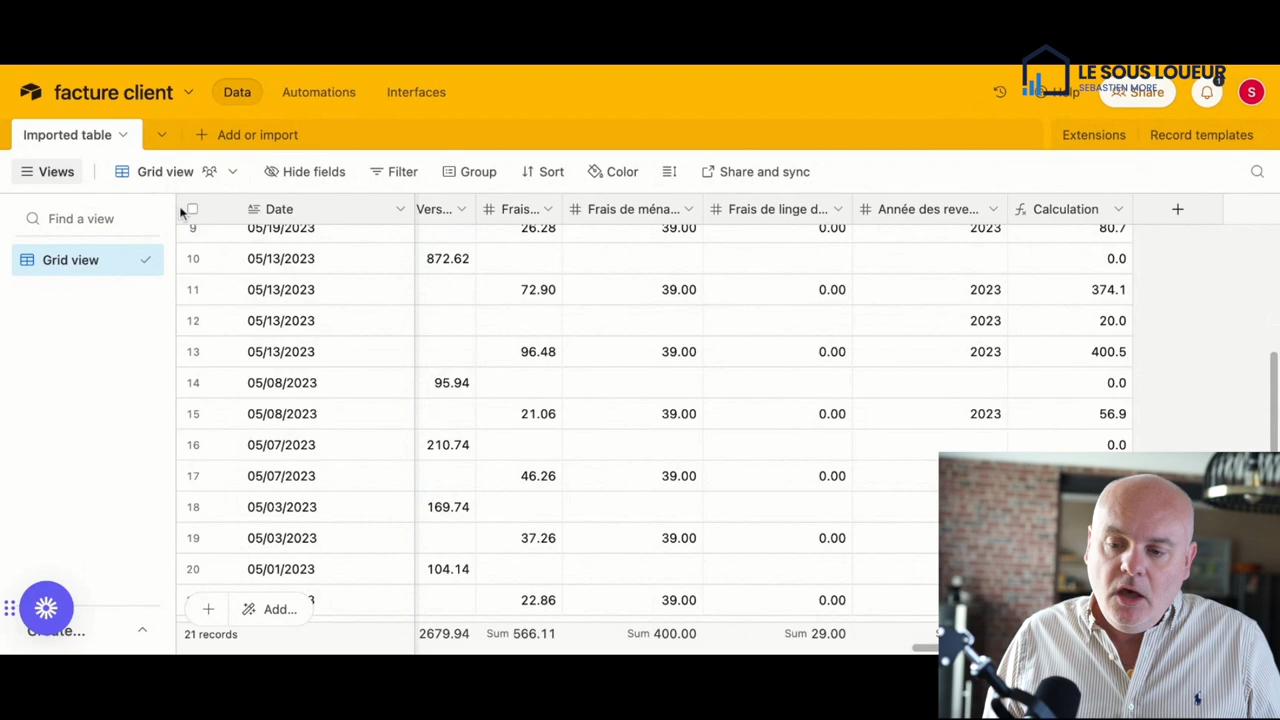 LE SOUS LOUEUR
SEBASTIEN MORE
facture client Data Automations Interfaces Help Share 1 S
Imported table Add or import Extensions Record templates
Views Grid view Hide fields Filter Group Sort Color Share and sync
Find a view Date Vers... Frais... Frais de ména... Frais de linge d... Année des reve... Calculation
9 05/19/2023 26.28 39.00 0.00 2023 80.7
Grid view 10 05/13/2023 872.62 0.0
11 05/13/2023 72.90 39.00 0.00 2023 374.1
12 05/13/2023 2023 20.0
13 05/13/2023 96.48 39.00 0.00 2023 400.5
14 05/08/2023 95.94 0.0
15 05/08/2023 21.06 39.00 0.00 2023 56.9
16 05/07/2023 210.74 0.0
17 05/07/2023 46.26 39.00 0.00
18 05/03/2023 169.74
19 05/03/2023 37.26 39.00 0.00
20 05/01/2023 104.14
Add... 3 22.86 39.00 0.00
Create... 21 records 2679.94 Sum 566.11 Sum 400.00 Sum 29.00